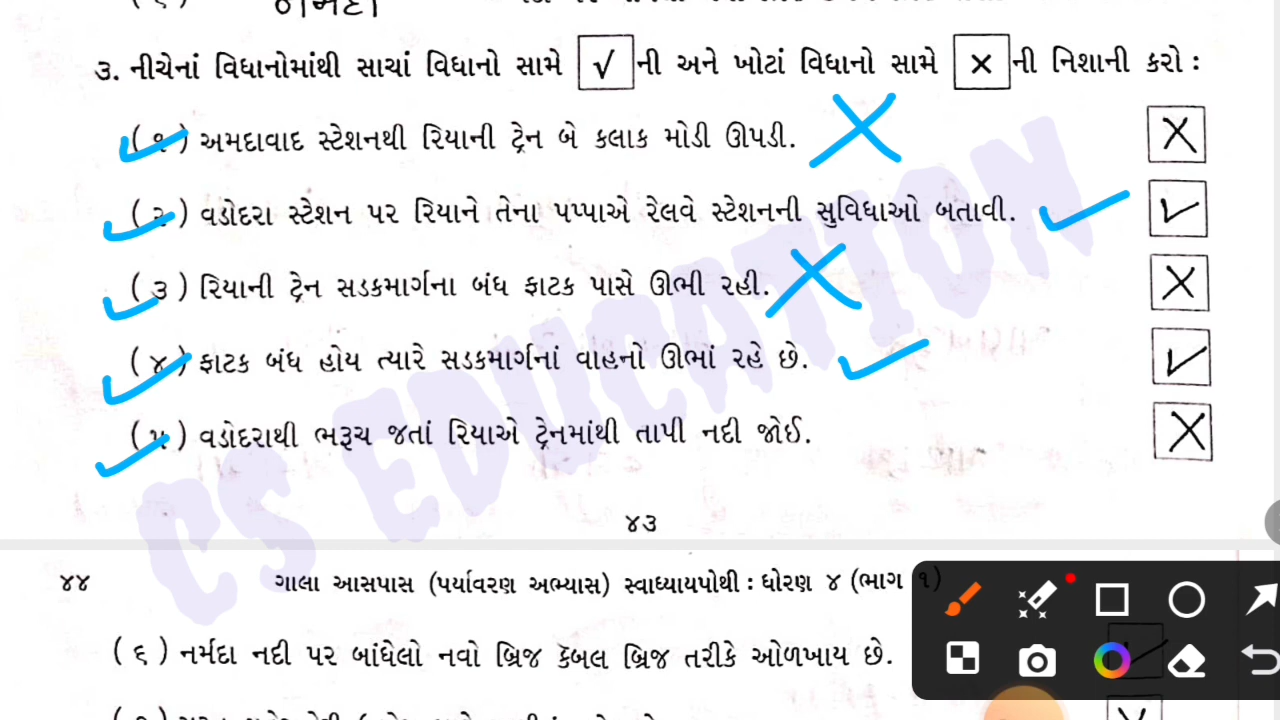 ૩. નીચેનાં વિધાનોમાંથી સાચાં વિધાનો સામે √ ની અને ખોટાં વિધાનો સામે × ની નિશાની કરો :
(૧) અમદાવાદ સ્ટેશનથી રિયાની ટ્રેન બે કલાક મોડી ઊપડી. X
(૨) વડોદરા સ્ટેશન પર રિયાને તેના પપ્પાએ રેલવે સ્ટેશનની સુવિધાઓ બતાવી. ✓
(૩) રિયાની ટ્રેન સડકમાર્ગના બંધ ફાટક પાસે ઊભી રહી. X
(૪) ફાટક બંધ હોય ત્યારે સડકમાર્ગનાં વાહનો ઊભાં રહે છે. ✓
(૫) વડોદરાથી ભરૂચ જતાં રિયાએ ટ્રેનમાંથી તાપી નદી જોઈ. X
CS EDUCATION
૪૩
૪૪ ગાલા આસપાસ (પર્યાવરણ અભ્યાસ) સ્વાધ્યાયપોથી : ધોરણ ૪ (ભાગ ૧)
(૬) નર્મદા નદી પર બાંધેલો નવો બ્રિજ કેબલ બ્રિજ તરીકે ઓળખાય છે.